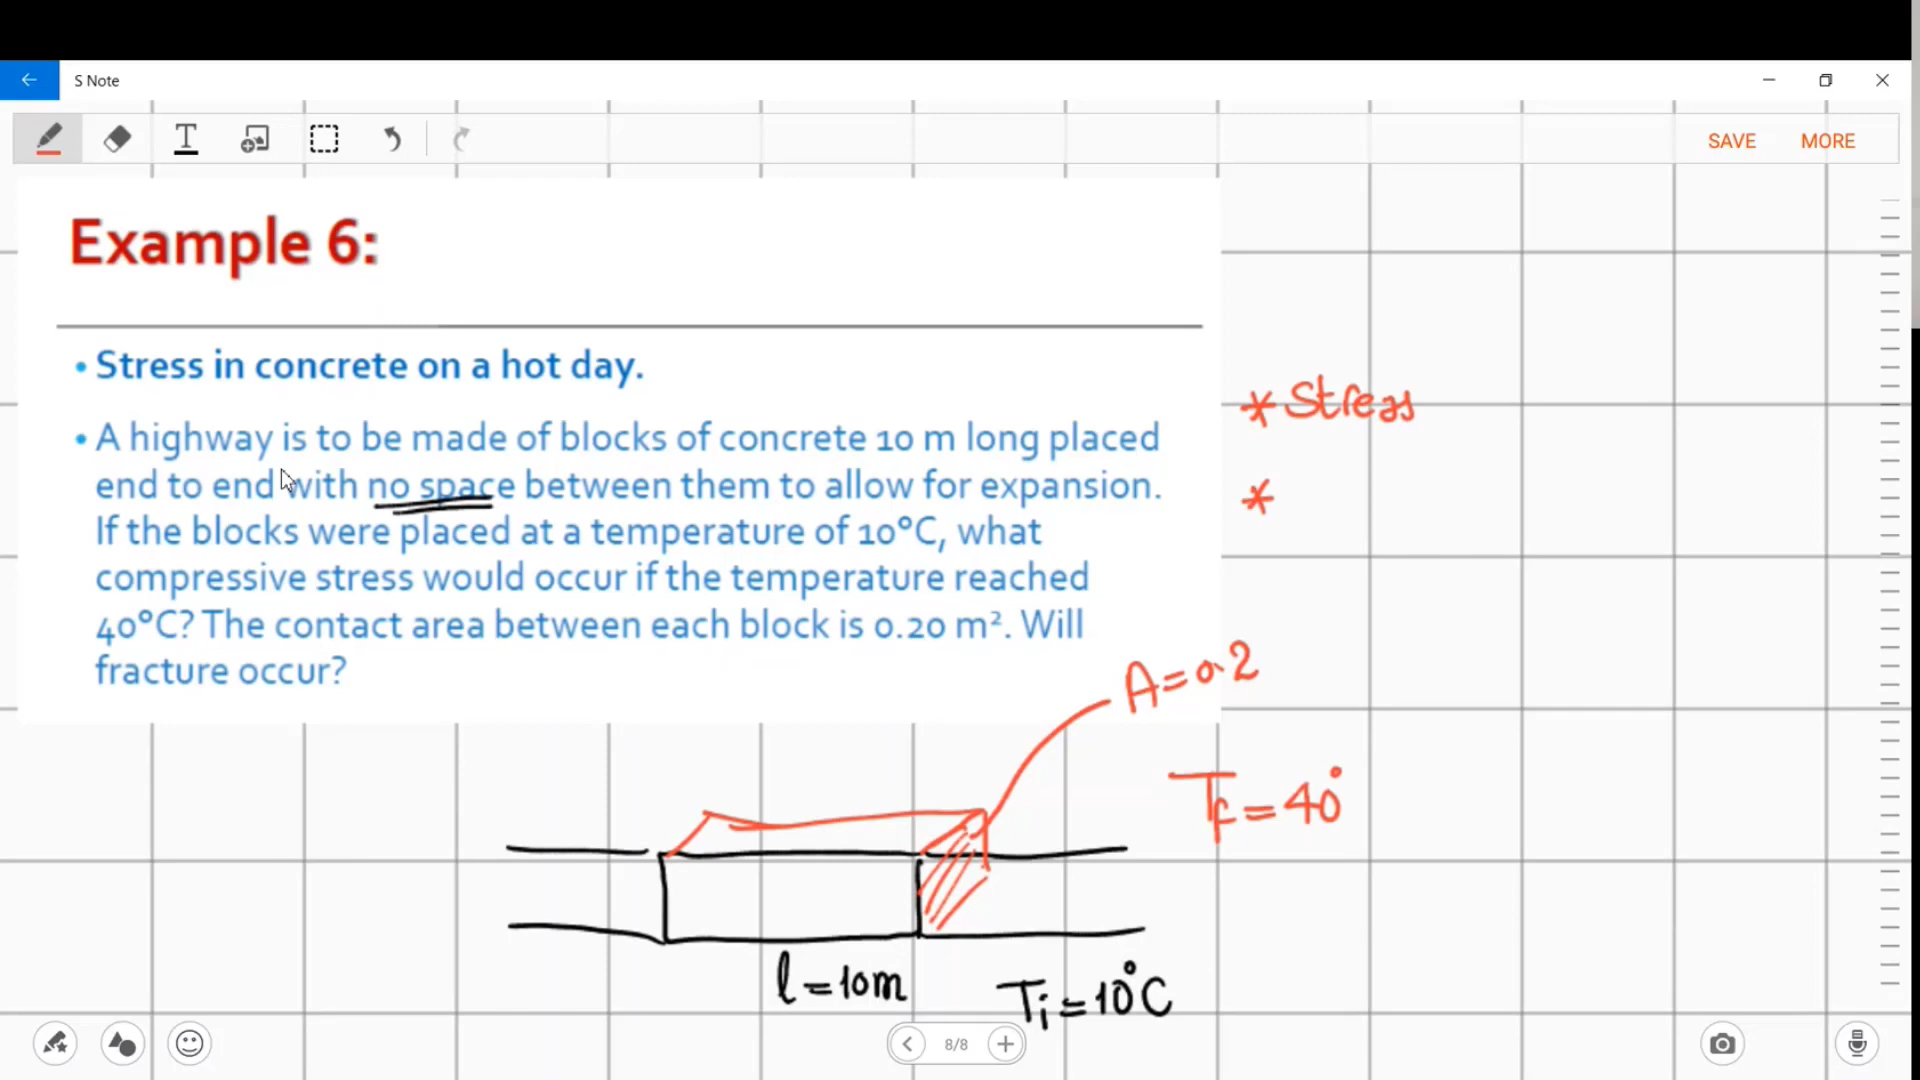 S Note
T
SAVE
MORE
Example 6:
• Stress in concrete on a hot day.
• A highway is to be made of blocks of concrete 10 m long placed
end to end with no space between them to allow for expansion.
If the blocks were placed at a temperature of 10°C, what
compressive stress would occur if the temperature reached
40°C? The contact area between each block is 0.20 m². Will
fracture occur?
* Stress
*
A = 0.2
Tf = 40°
l = 10m
Ti = 10°C
8/8